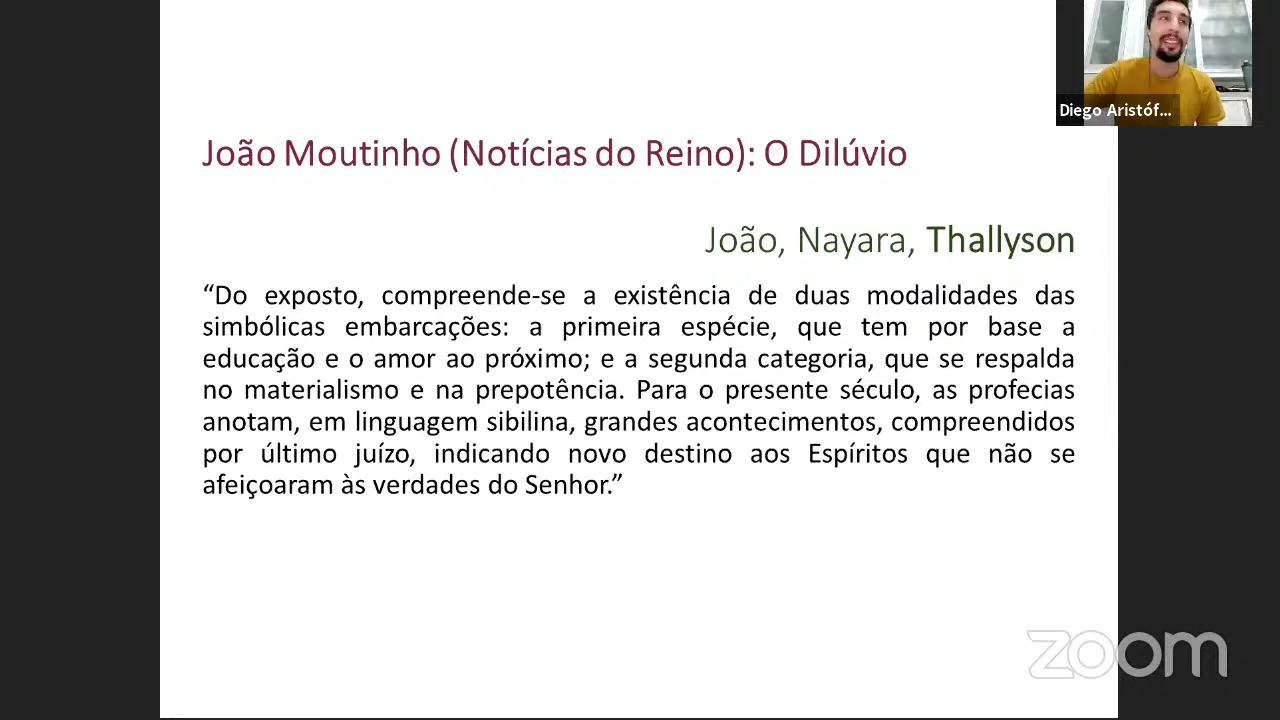 Diego Aristóf...
João Moutinho (Notícias do Reino): O Dilúvio
João, Nayara, Thallyson
“Do exposto, compreende-se a existência de duas modalidades das
simbólicas embarcações: a primeira espécie, que tem por base a
educação e o amor ao próximo; e a segunda categoria, que se respalda
no materialismo e na prepotência. Para o presente século, as profecias
anotam, em linguagem sibilina, grandes acontecimentos, compreendidos
por último juízo, indicando novo destino aos Espíritos que não se
afeiçoaram às verdades do Senhor.”
zoom